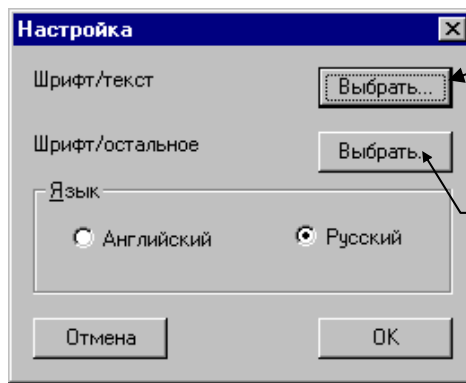 Настройка
Шрифт/текст Выбрать...
Шрифт/остальное Выбрать.
Язык
Английский Русский
Отмена OK